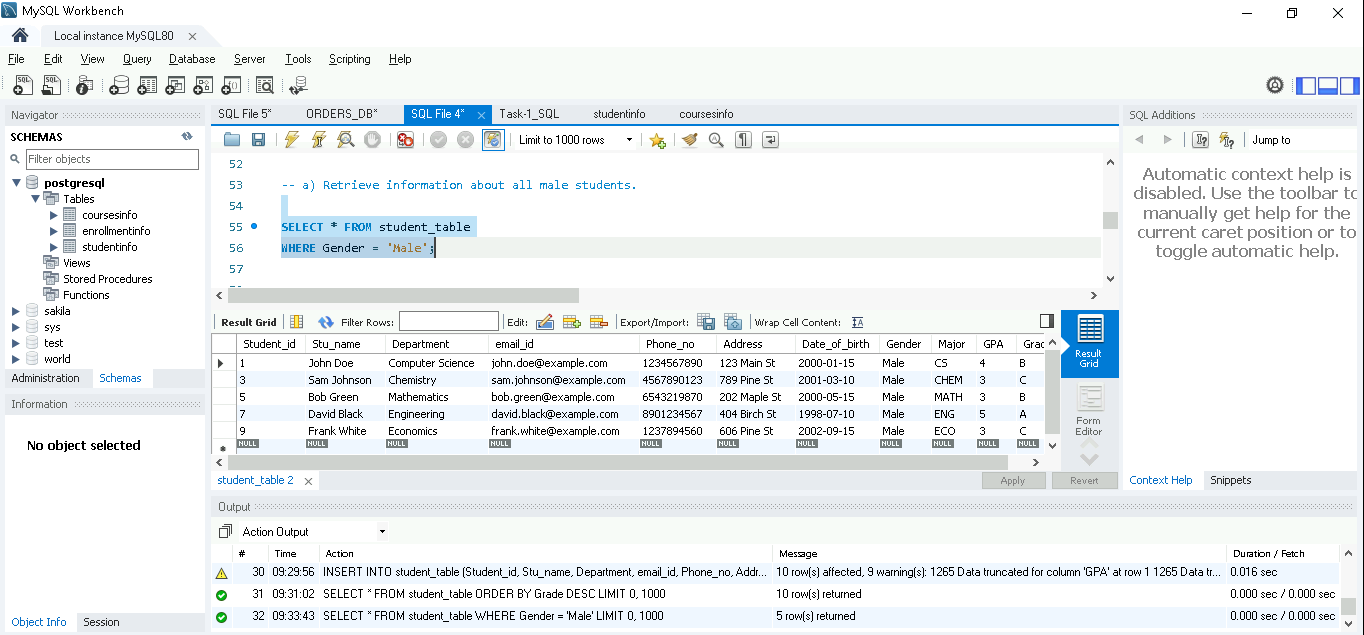 MySQL Workbench
Local instance MySQL80
File Edit View Query Database Server Tools Scripting Help
Navigator
SCHEMAS
Filter objects
postgresql
Tables
coursesinfo
enrollmentinfo
studentinfo
Views
Stored Procedures
Functions
sakila
sys
test
world
Administration Schemas
Information
No object selected
Object Info Session
SQL File 5* ORDERS_DB* SQL File 4* Task-1_SQL studentinfo coursesinfo
Limit to 1000 rows
52
53 -- a) Retrieve information about all male students.
54
55 SELECT * FROM student_table
56 WHERE Gender = 'Male';
57
Result Grid Filter Rows: Edit: Export/Import: Wrap Cell Content:
Student_id Stu_name Department email_id Phone_no Address Date_of_birth Gender Major GPA Grac
1 John Doe Computer Science john.doe@example.com 1234567890 123 Main St 2000-01-15 Male CS 4 B
3 Sam Johnson Chemistry sam.johnson@example.com 4567890123 789 Pine St 2001-03-10 Male CHEM 3 C
5 Bob Green Mathematics bob.green@example.com 6543219870 202 Maple St 2000-05-15 Male MATH 3 B
7 David Black Engineering david.black@example.com 8901234567 404 Birch St 1998-07-10 Male ENG 5 A
9 Frank White Economics frank.white@example.com 1237894560 606 Pine St 2002-09-15 Male ECO 3 C
NULL NULL NULL NULL NULL NULL NULL NULL NULL NULL NULL
Result
Grid
Form
Editor
student_table 2 Apply Revert
SQL Additions
Jump to
Automatic context help is
disabled. Use the toolbar to
manually get help for the
current caret position or to
toggle automatic help.
Context Help Snippets
Output
Action Output
# Time Action Message Duration / Fetch
30 09:29:56 INSERT INTO student_table (Student_id, Stu_name, Department, email_id, Phone_no, Addr... 10 row(s) affected, 9 warning(s): 1265 Data truncated for column 'GPA' at row 1 1265 Data tr... 0.016 sec
31 09:31:02 SELECT * FROM student_table ORDER BY Grade DESC LIMIT 0, 1000 10 row(s) returned 0.000 sec / 0.000 sec
32 09:33:43 SELECT * FROM student_table WHERE Gender = 'Male' LIMIT 0, 1000 5 row(s) returned 0.000 sec / 0.000 sec